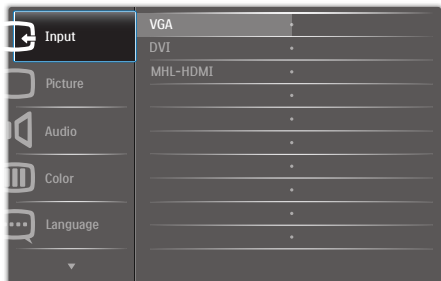 Input
Picture
Audio
Color
Language
VGA
DVI
MHL-HDMI